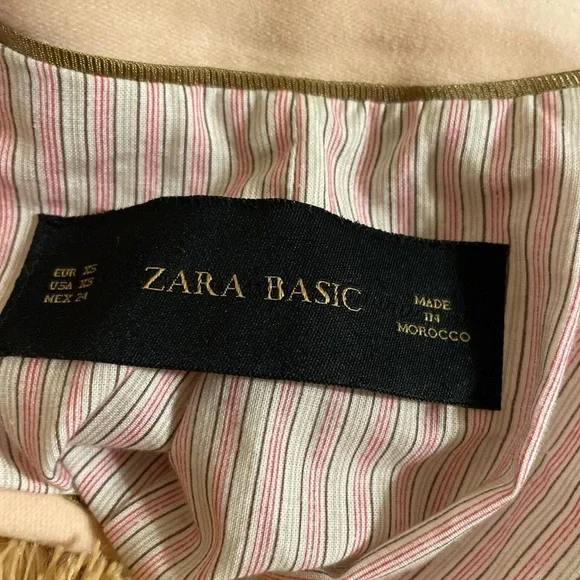 EUR XS
USA XS
MEX 24
ZARA BASIC
MADE
IN
MOROCCO